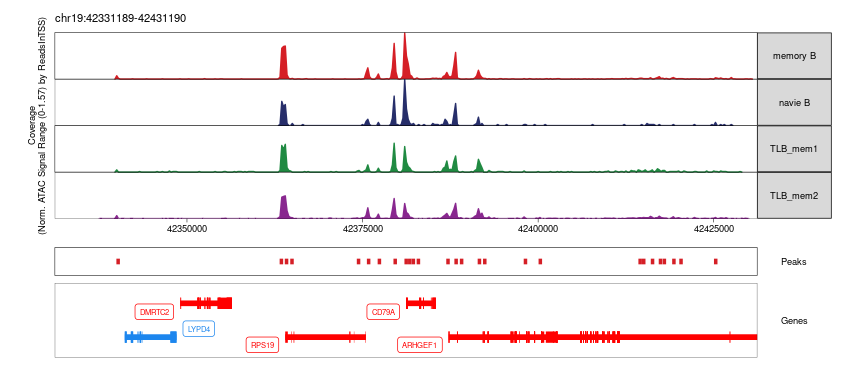 chr19:42331189-42431190
Coverage
(Norm. ATAC Signal Range (0-1.57) by ReadsInTSS)
memory B
navie B
TLB_mem1
TLB_mem2
42350000 42375000 42400000 42425000
Peaks
DMRTC2 CD79A
LYPD4
Genes
RPS19 ARHGEF1